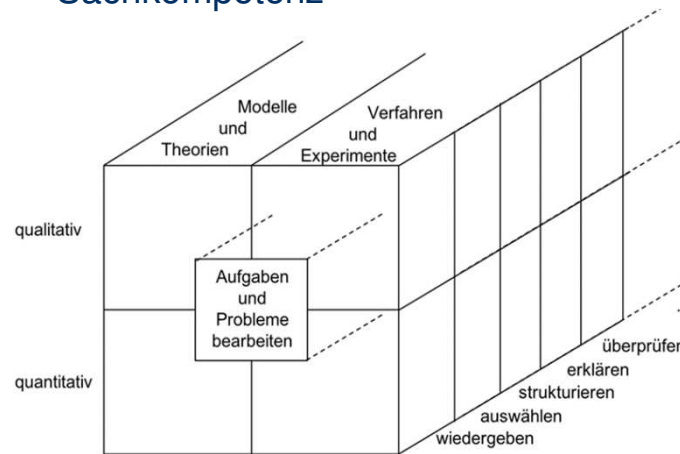 Sachkompetenz
Modelle
und
Theorien
Verfahren
und
Experimente
qualitativ
Aufgaben
und
Probleme
bearbeiten
quantitativ
überprüfen
erklären
strukturieren
auswählen
wiedergeben